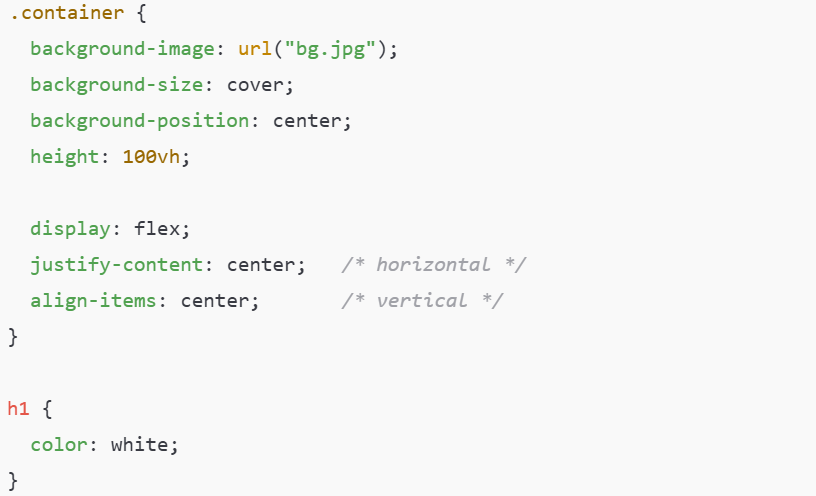 .container {
  background-image: url("bg.jpg");
  background-size: cover;
  background-position: center;
  height: 100vh;

  display: flex;
  justify-content: center;   /* horizontal */
  align-items: center;       /* vertical */
}

h1 {
  color: white;
}